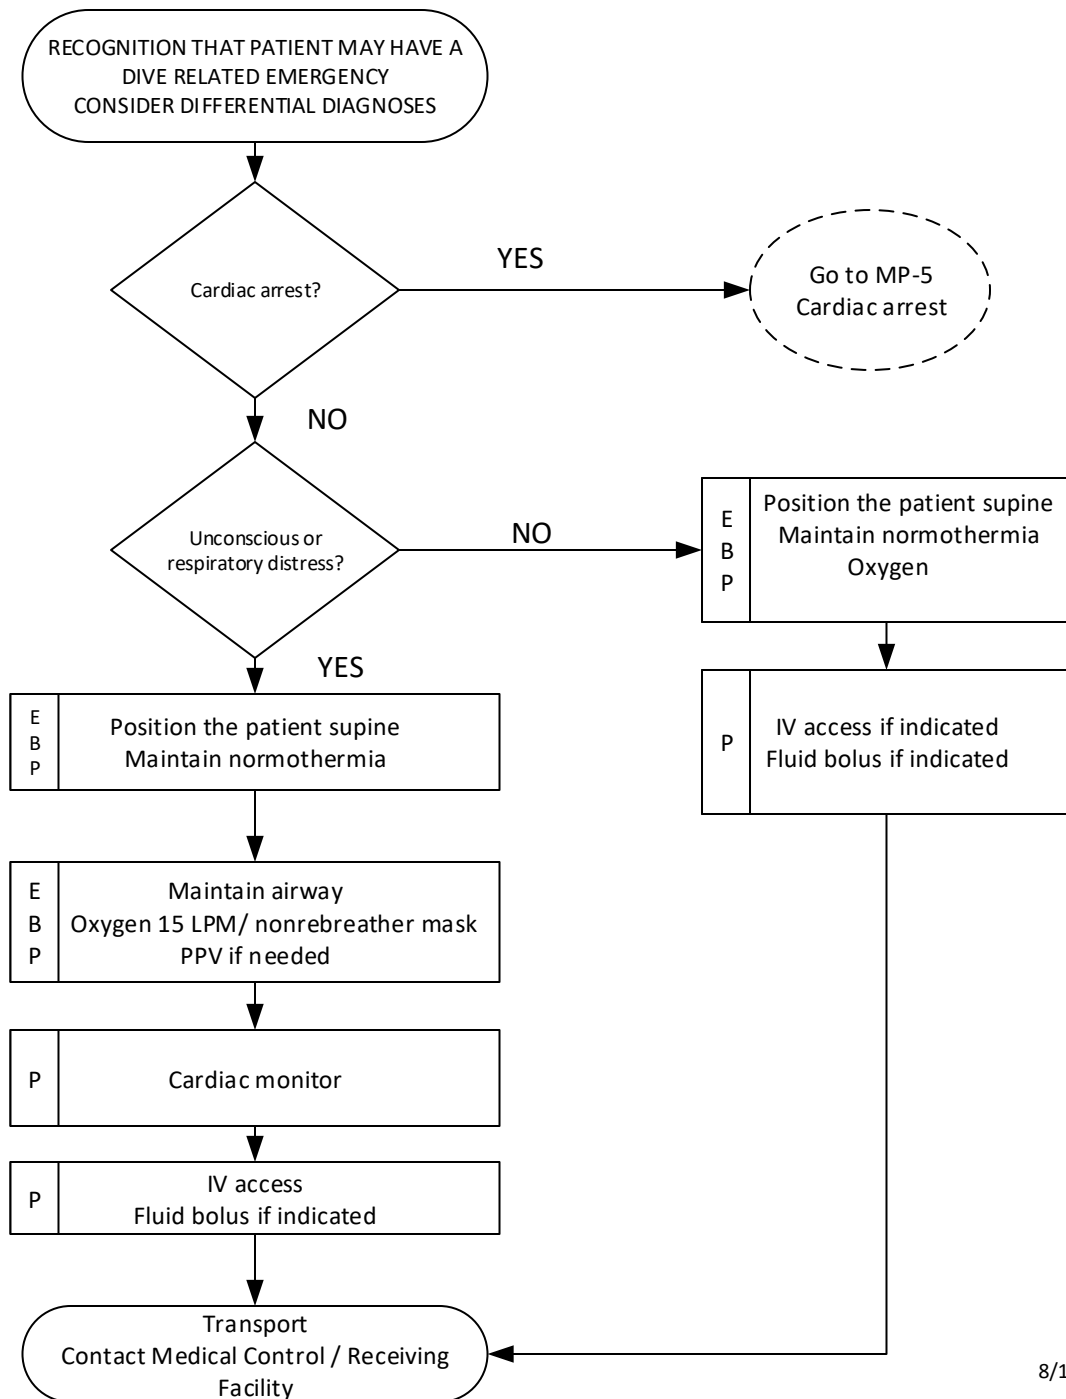 RECOGNITION THAT PATIENT MAY HAVE A
DIVE RELATED EMERGENCY
CONSIDER DIFFERENTIAL DIAGNOSES
Cardiac arrest?
YES
Go to MP-5
Cardiac arrest
NO
Unconscious or
respiratory distress?
NO
E
B
P
Position the patient supine
Maintain normothermia
Oxygen
YES
P
IV access if indicated
Fluid bolus if indicated
E
B
P
Position the patient supine
Maintain normothermia
E
B
P
Maintain airway
Oxygen 15 LPM/ nonrebreather mask
PPV if needed
P
Cardiac monitor
P
IV access
Fluid bolus if indicated
Transport
Contact Medical Control / Receiving
Facility
8/1